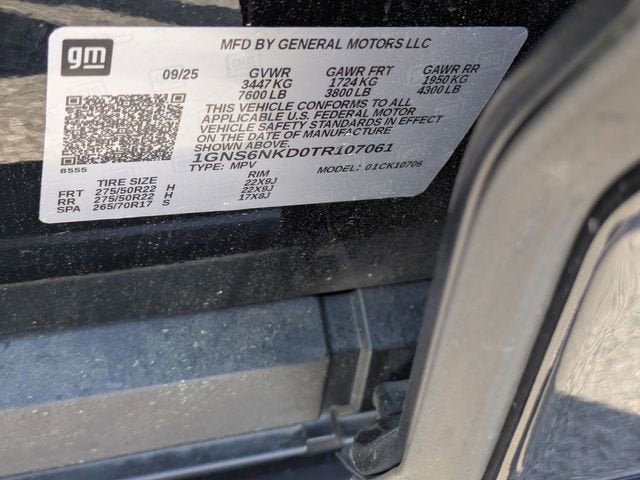 gm
MFD BY GENERAL MOTORS LLC
09/25 GVWR GAWR FRT GAWR RR
3447 KG 1724 KG 1950 KG
7600 LB 3800 LB 4300 LB
THIS VEHICLE CONFORMS TO ALL
APPLICABLE U.S. FEDERAL MOTOR
VEHICLE SAFETY STANDARDS IN EFFECT
ON THE DATE OF MANUFACTURE
SHOWN ABOVE.
8555
1GNS6NKD0TR107061
TYPE: MPV MODEL: 01CK10706
TIRE SIZE RIM
FRT 275/50R22 H 22X9J
RR 275/50R22 H 22X9J
SPA 265/70R17 S 17X8J